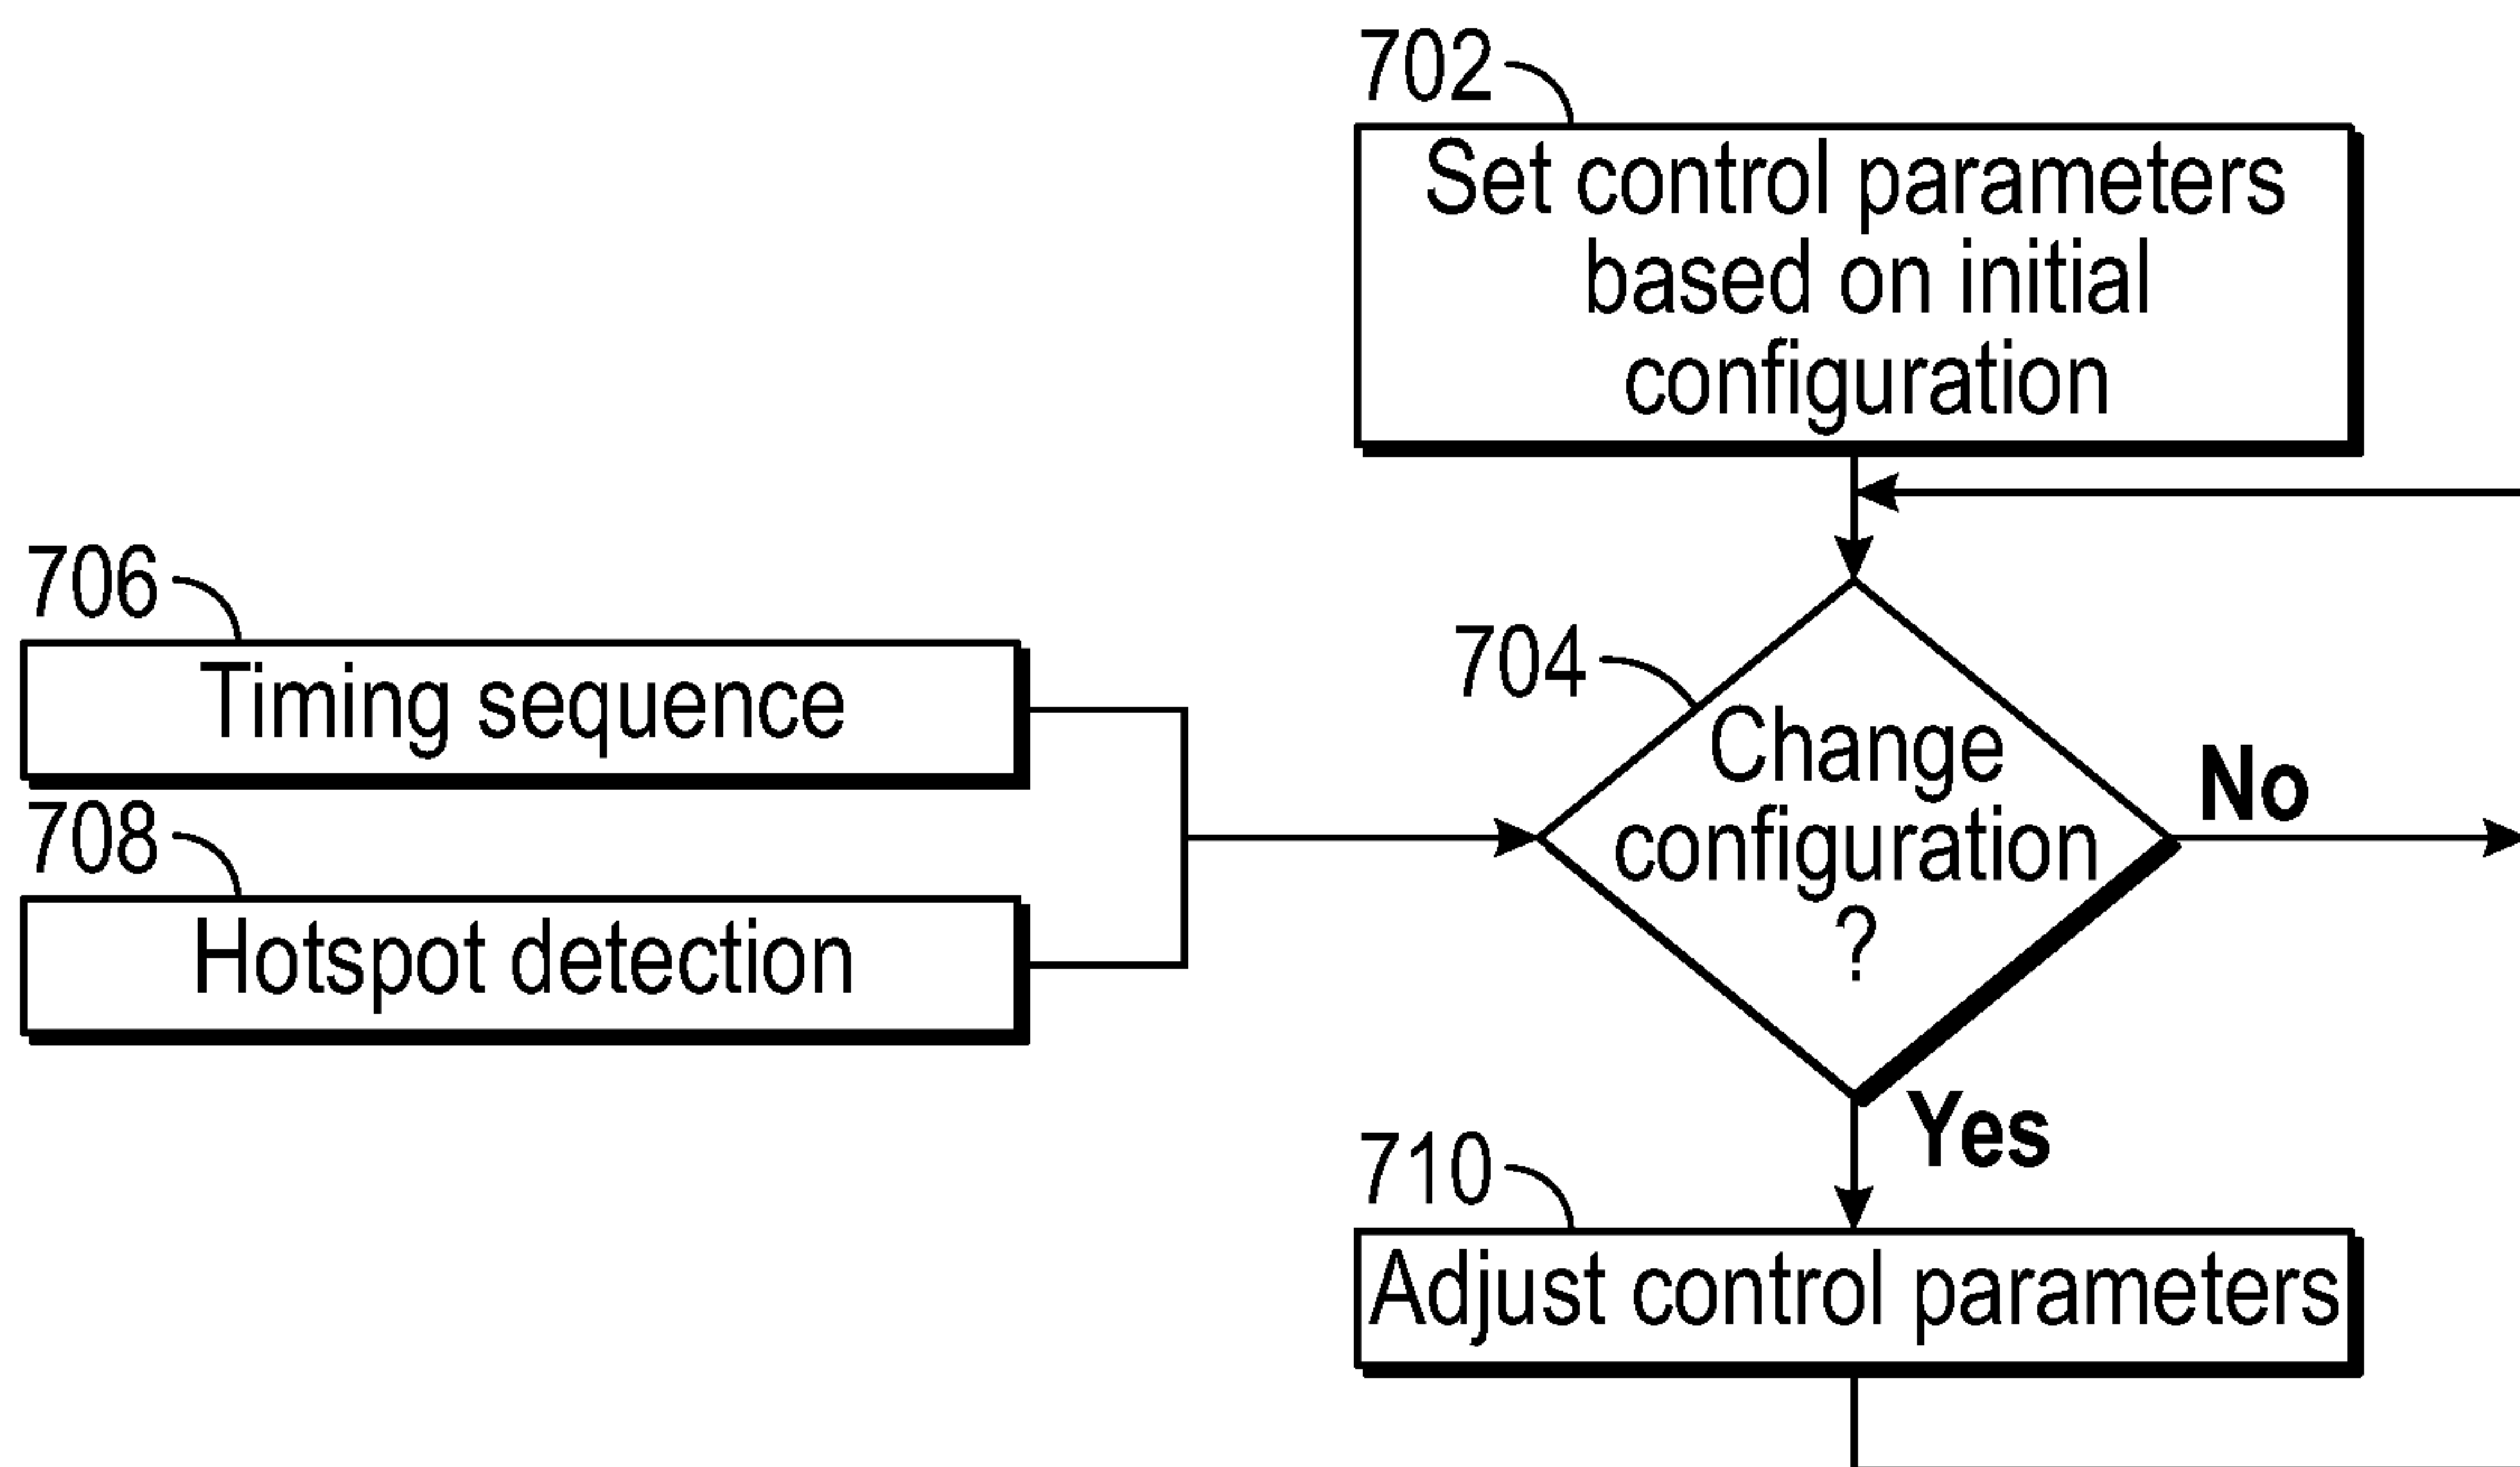 702
Set control parameters
based on initial
configuration
706
Timing sequence
708
Hotspot detection
704
Change
configuration
?
No
Yes
710
Adjust control parameters